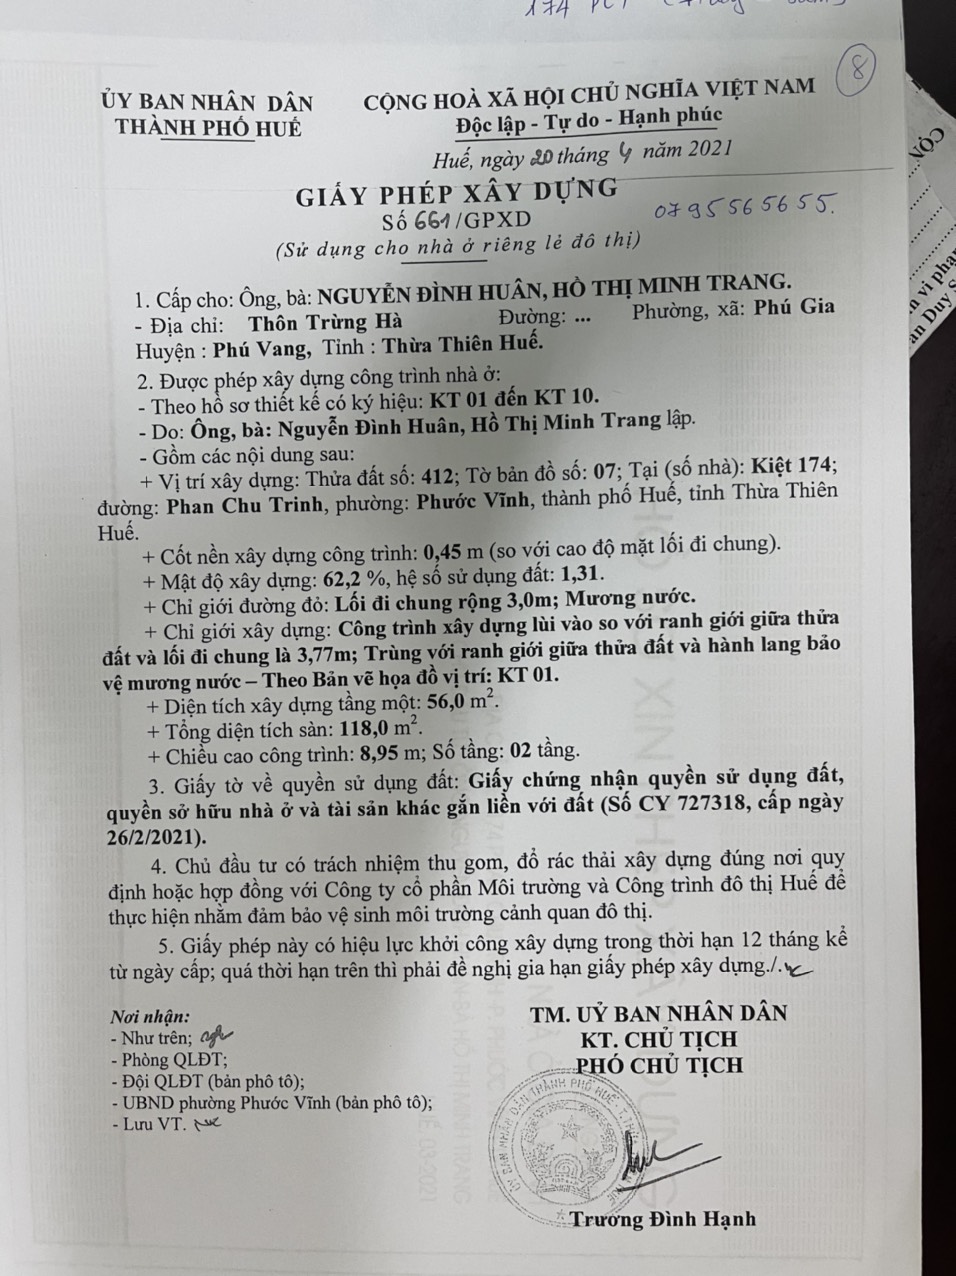 174
8
ỦY BAN NHÂN DÂN
THÀNH PHỐ HUẾ
CỘNG HOÀ XÃ HỘI CHỦ NGHĨA VIỆT NAM
Độc lập - Tự do - Hạnh phúc
Huế, ngày 20 tháng 4 năm 2021
GIẤY PHÉP XÂY DỰNG
Số 661/GPXD
0795565655.
(Sử dụng cho nhà ở riêng lẻ đô thị)
1. Cấp cho: Ông, bà: NGUYỄN ĐÌNH HUÂN, HỒ THỊ MINH TRANG.
- Địa chỉ: Thôn Trừng Hà Đường: ... Phường, xã: Phú Gia
Huyện : Phú Vang, Tỉnh : Thừa Thiên Huế.
2. Được phép xây dựng công trình nhà ở:
- Theo hồ sơ thiết kế có ký hiệu: KT 01 đến KT 10.
- Do: Ông, bà: Nguyễn Đình Huân, Hồ Thị Minh Trang lập.
- Gồm các nội dung sau:
+ Vị trí xây dựng: Thửa đất số: 412; Tờ bản đồ số: 07; Tại (số nhà): Kiệt 174;
đường: Phan Chu Trinh, phường: Phước Vĩnh, thành phố Huế, tỉnh Thừa Thiên
Huế.
+ Cốt nền xây dựng công trình: 0,45 m (so với cao độ mặt lối đi chung).
+ Mật độ xây dựng: 62,2 %, hệ số sử dụng đất: 1,31.
+ Chỉ giới đường đỏ: Lối đi chung rộng 3,0m; Mương nước.
+ Chỉ giới xây dựng: Công trình xây dựng lùi vào so với ranh giới giữa thửa
đất và lối đi chung là 3,77m; Trùng với ranh giới giữa thửa đất và hành lang bảo
vệ mương nước – Theo Bản vẽ họa đồ vị trí: KT 01.
+ Diện tích xây dựng tầng một: 56,0 m².
+ Tổng diện tích sàn: 118,0 m².
+ Chiều cao công trình: 8,95 m; Số tầng: 02 tầng.
3. Giấy tờ về quyền sử dụng đất: Giấy chứng nhận quyền sử dụng đất,
quyền sở hữu nhà ở và tài sản khác gắn liền với đất (Số CY 727318, cấp ngày
26/2/2021).
4. Chủ đầu tư có trách nhiệm thu gom, đổ rác thải xây dựng đúng nơi quy
định hoặc hợp đồng với Công ty cổ phần Môi trường và Công trình đô thị Huế để
thực hiện nhằm đảm bảo vệ sinh môi trường cảnh quan đô thị.
5. Giấy phép này có hiệu lực khởi công xây dựng trong thời hạn 12 tháng kể
từ ngày cấp; quá thời hạn trên thì phải đề nghị gia hạn giấy phép xây dựng./.
Nơi nhận:
- Như trên;
- Phòng QLĐT;
- Đội QLĐT (bản phô tô);
- UBND phường Phước Vĩnh (bản phô tô);
- Lưu VT.
TM. UỶ BAN NHÂN DÂN
KT. CHỦ TỊCH
PHÓ CHỦ TỊCH
ỦY BAN NHÂN DÂN THÀNH PHỐ HUẾ
Trương Đình Hạnh